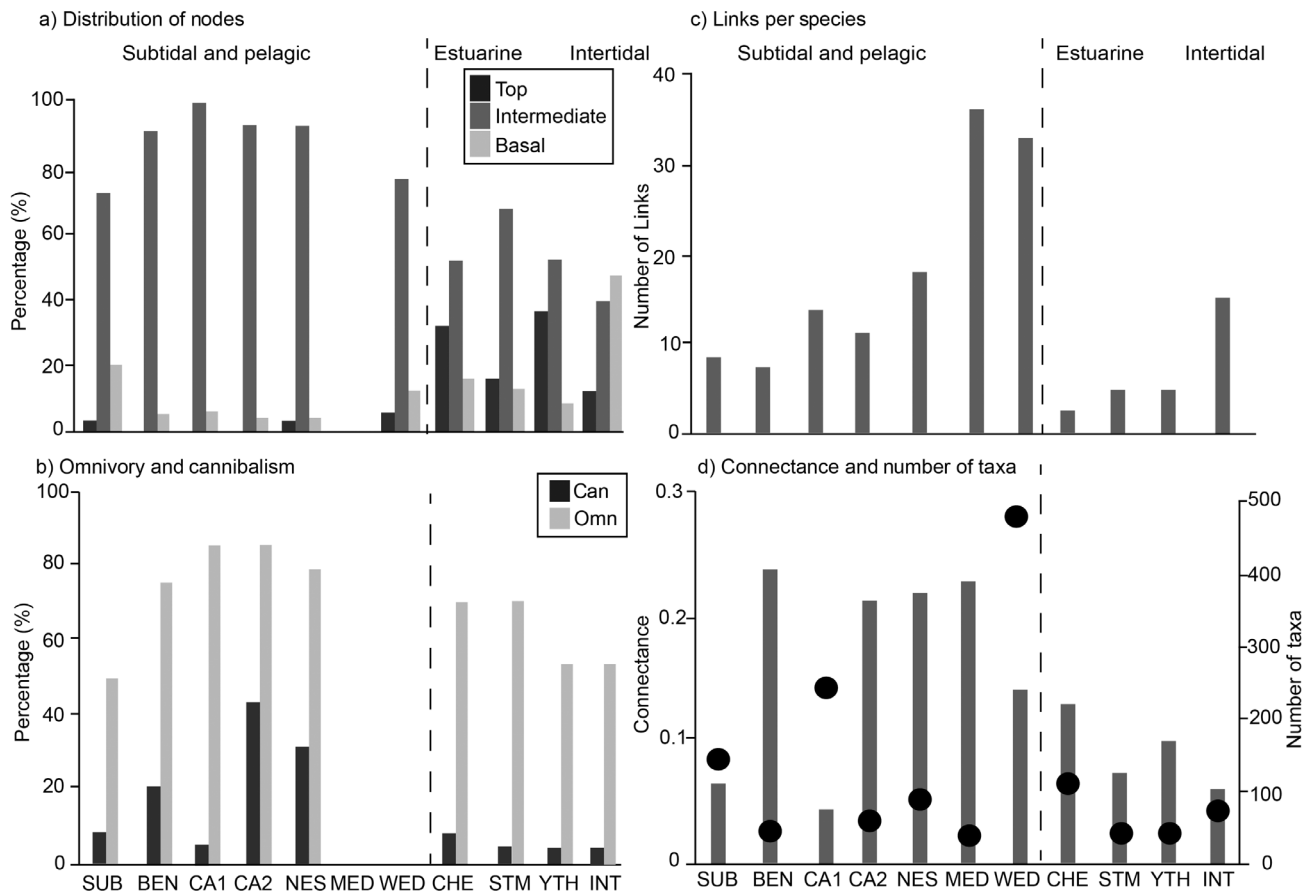 a) Distribution of nodes
Subtidal and pelagic
Estuarine
Intertidal
Top
Intermediate
Basal
100
80
60
40
20
0
Percentage (%)
c) Links per species
Subtidal and pelagic
Estuarine
Intertidal
40
30
20
10
0
Number of Links
b) Omnivory and cannibalism
Can
Omn
100
80
60
40
20
0
Percentage (%)
SUB BEN CA1 CA2 NES MED WED CHE STM YTH INT
d) Connectance and number of taxa
0.3
0.2
0.1
0
Connectance
500
400
300
200
100
0
Number of taxa
SUB BEN CA1 CA2 NES MED WED CHE STM YTH INT